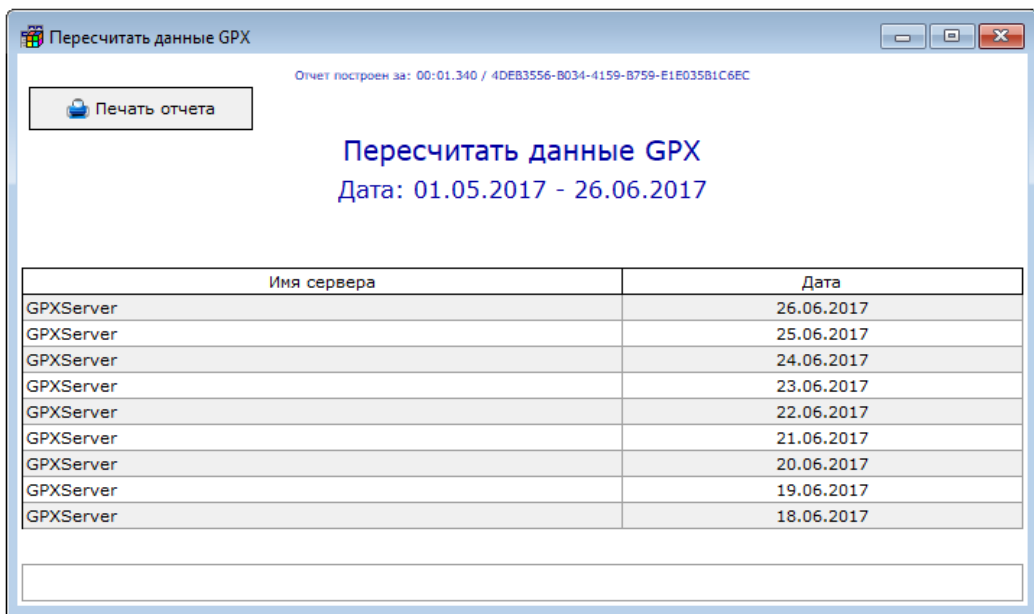 Пересчитать данные GPX
Отчет построен за: 00:01.340 / 4DEB3556-B034-4159-B759-E1E035B1C6EC
Печать отчета
Пересчитать данные GPX
Дата: 01.05.2017 - 26.06.2017
Имя сервера Дата
GPXServer 26.06.2017
GPXServer 25.06.2017
GPXServer 24.06.2017
GPXServer 23.06.2017
GPXServer 22.06.2017
GPXServer 21.06.2017
GPXServer 20.06.2017
GPXServer 19.06.2017
GPXServer 18.06.2017